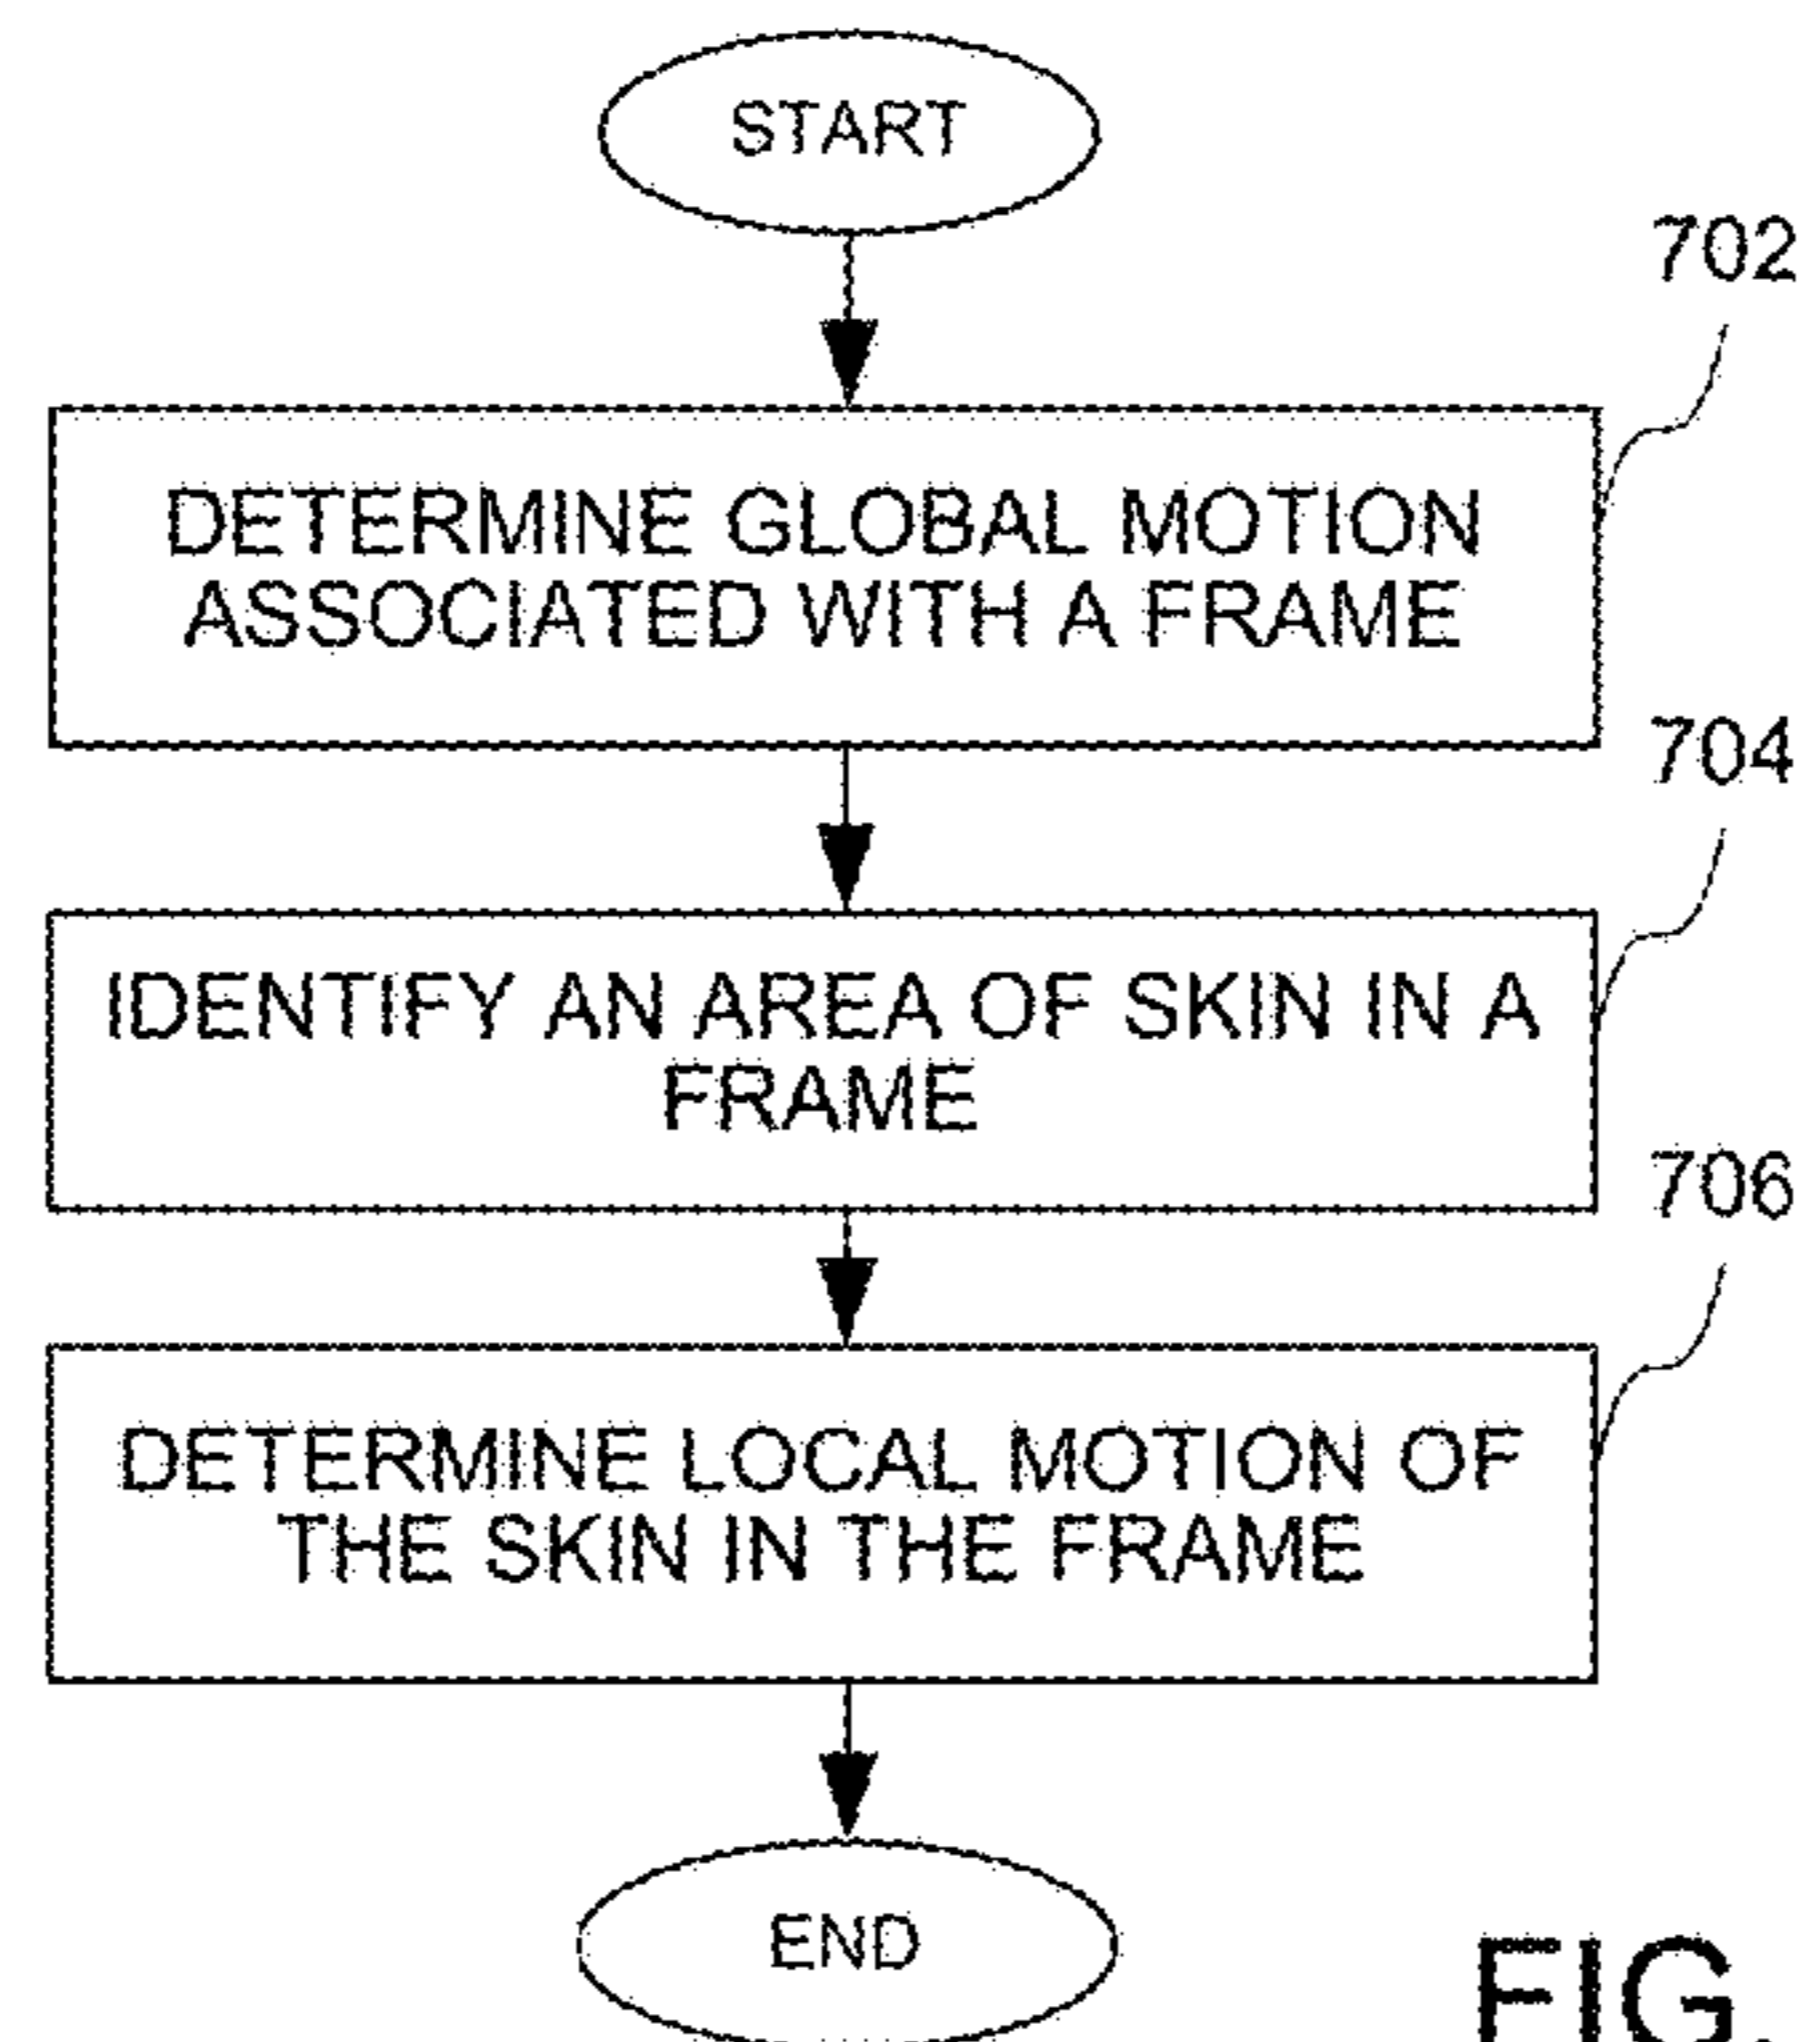 START
702
DETERMINE GLOBAL MOTION
ASSOCIATED WITH A FRAME
704
IDENTIFY AN AREA OF SKIN IN A
FRAME
706
DETERMINE LOCAL MOTION OF
THE SKIN IN THE FRAME
END
FIG.